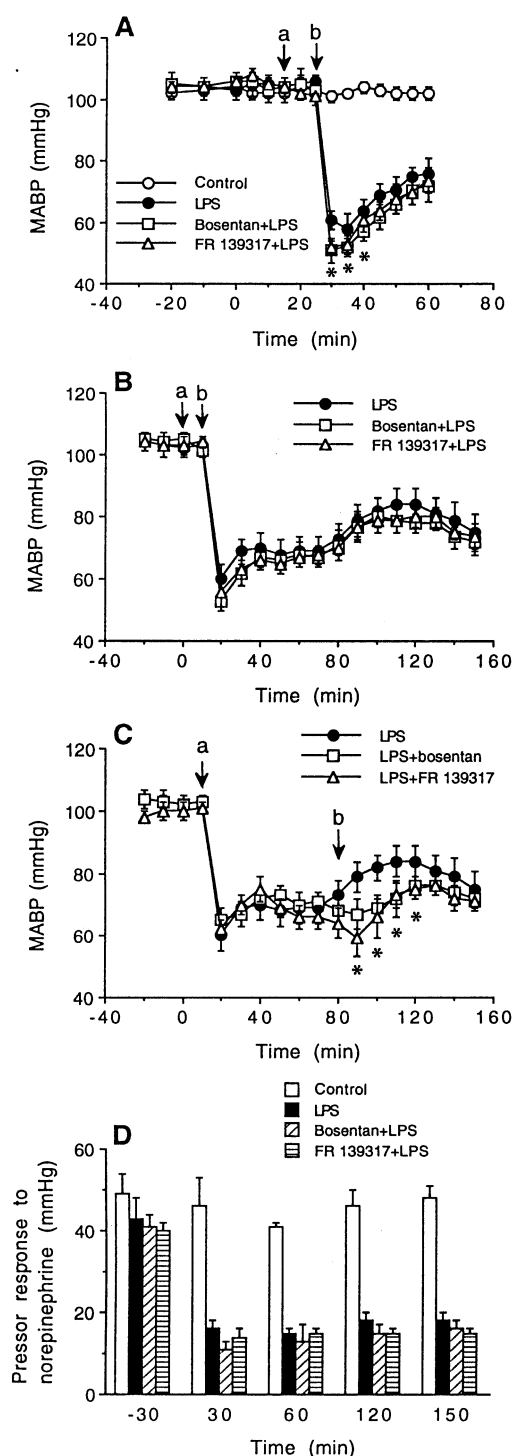 A
a b
120
100
80
60
40
MABP (mmHg)
Control
LPS
Bosentan+LPS
FR 139317+LPS
*
*
*
*
-40 -20 0 20 40 60 80
Time (min)
B
a b
120
100
80
60
40
MABP (mmHg)
LPS
Bosentan+LPS
FR 139317+LPS
-40 0 40 80 120 160
Time (min)
C
a
b
120
100
80
60
40
MABP (mmHg)
LPS
LPS+bosentan
LPS+FR 139317
*
*
*
*
-40 0 40 80 120 160
Time (min)
D
Control
LPS
Bosentan+LPS
FR 139317+LPS
60
40
20
0
Pressor response to
norepinephrine (mmHg)
-30 30 60 120 150
Time (min)